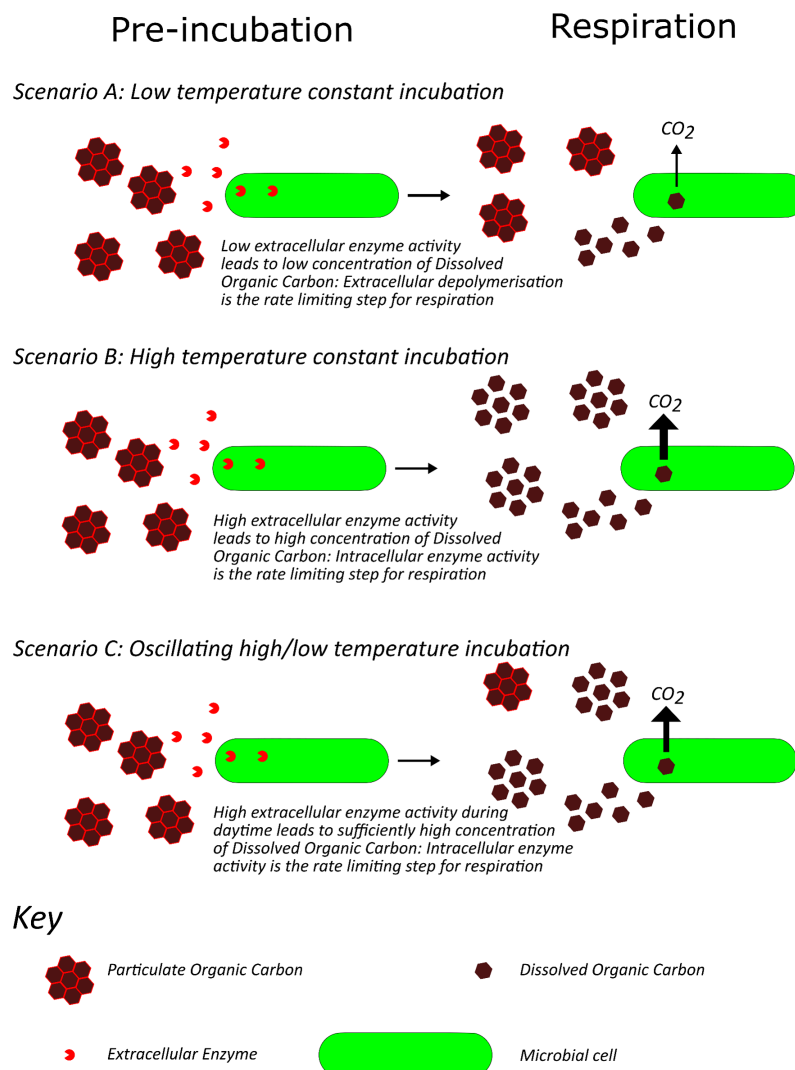 Pre-incubation
Respiration
Scenario A: Low temperature constant incubation
CO2
Low extracellular enzyme activity
leads to low concentration of Dissolved
Organic Carbon: Extracellular depolymerisation
is the rate limiting step for respiration
Scenario B: High temperature constant incubation
CO2
High extracellular enzyme activity
leads to high concentration of Dissolved
Organic Carbon: Intracellular enzyme activity
is the rate limiting step for respiration
Scenario C: Oscillating high/low temperature incubation
CO2
High extracellular enzyme activity during
daytime leads to sufficiently high concentration
of Dissolved Organic Carbon: Intracellular enzyme
activity is the rate limiting step for respiration
Key
Particulate Organic Carbon
Dissolved Organic Carbon
Extracellular Enzyme
Microbial cell